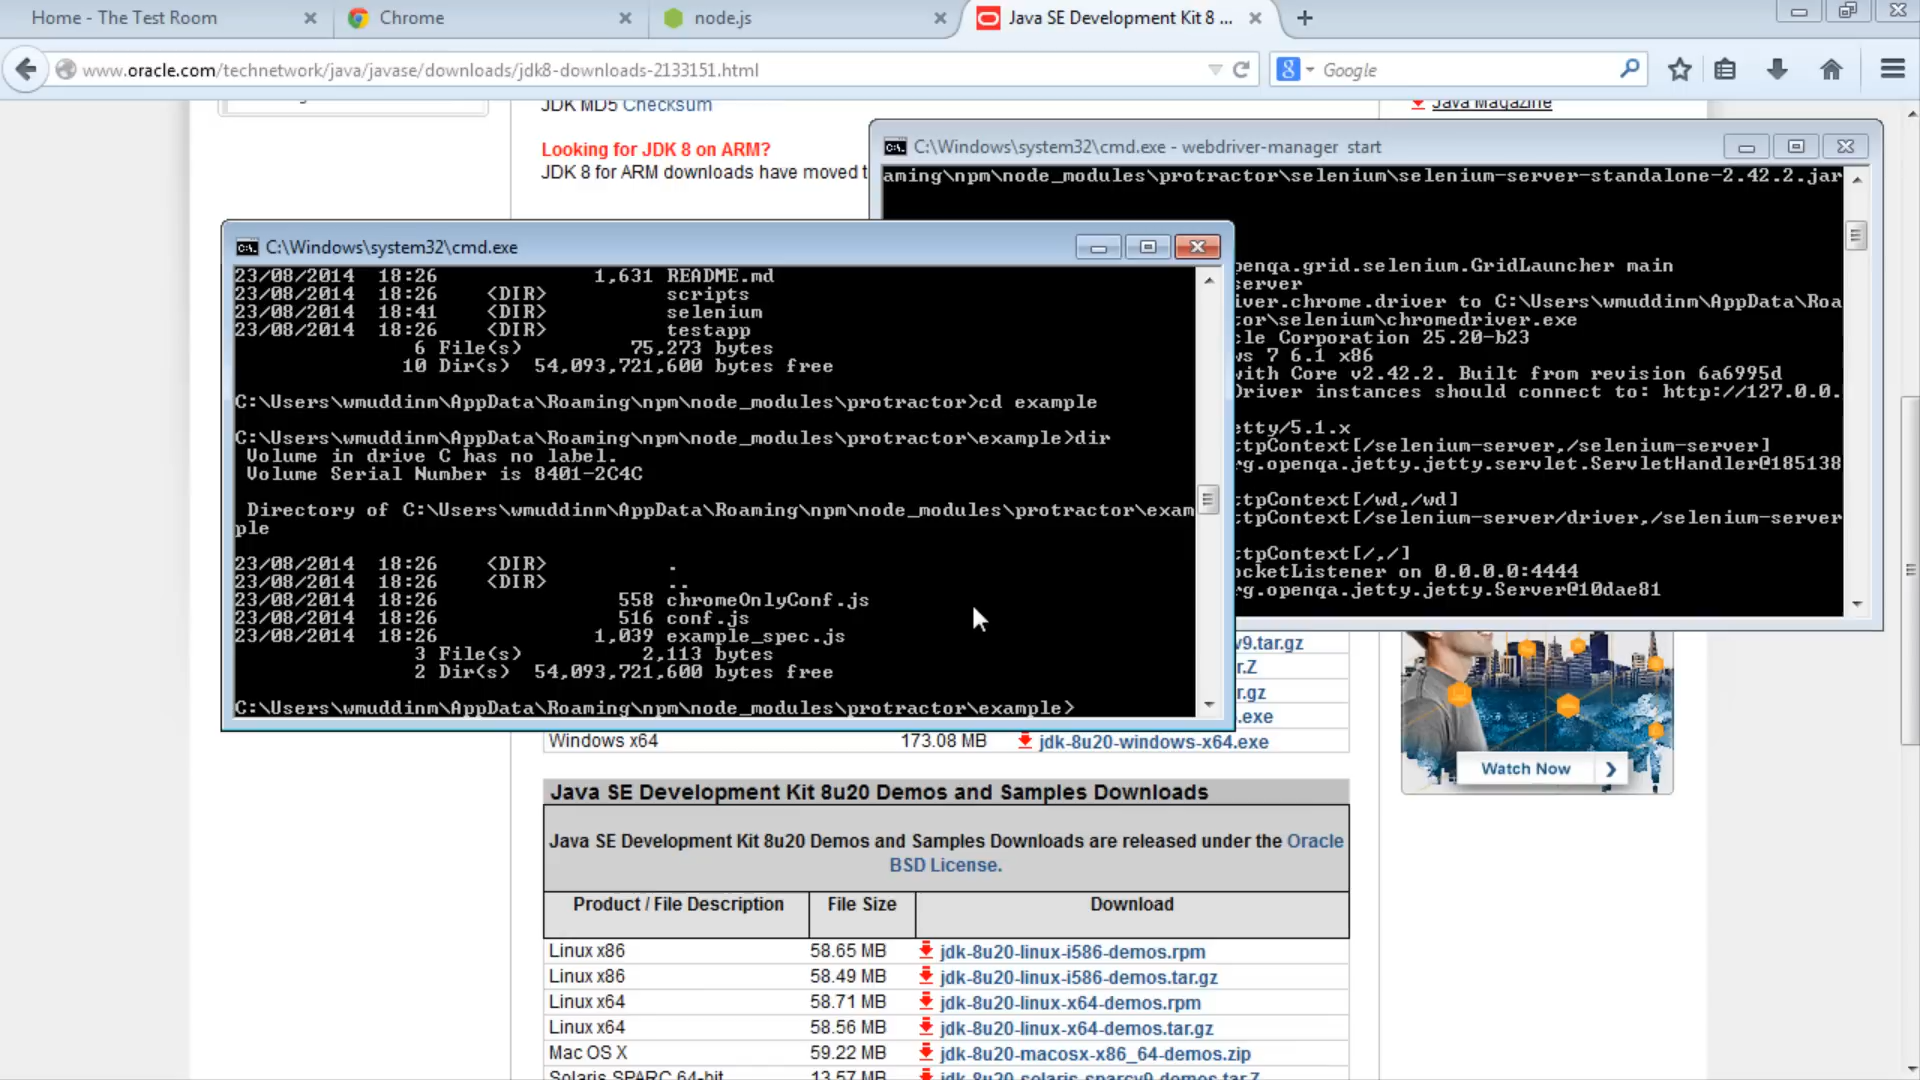 Home - The Test Room
Chrome
node.js
Java SE Development Kit 8 ...
www.oracle.com/technetwork/java/javase/downloads/jdk8-downloads-2133151.html
Google
JDK MD5 Checksum
Java Magazine
Looking for JDK 8 on ARM?
JDK 8 for ARM downloads have moved t
C:\Windows\system32\cmd.exe - webdriver-manager start
aming\npm\node_modules\protractor\selenium\selenium-server-standalone-2.42.2.jar
penqa.grid.selenium.GridLauncher main
server
iver.chrome.driver to C:\Users\wmuddinm\AppData\Roa
tor\selenium\chromedriver.exe
cle Corporation 25.20-b23
ws 7 6.1 x86
with Core v2.42.2. Built from revision 6a6995d
Driver instances should connect to: http://127.0.0.
etty/5.1.x
ttpContext[/selenium-server,/selenium-server]
rg.openqa.jetty.jetty.servlet.ServletHandler@185138
ttpContext[/wd,/wd]
ttpContext[/selenium-server/driver,/selenium-server
ttpContext[/,/]
ocketListener on 0.0.0.0:4444
rg.openqa.jetty.jetty.Server@10dae81
C:\Windows\system32\cmd.exe
23/08/2014  18:26             1,631 README.md
23/08/2014  18:26    <DIR>          scripts
23/08/2014  18:41    <DIR>          selenium
23/08/2014  18:26    <DIR>          testapp
6 File(s)         75,273 bytes
10 Dir(s)  54,093,721,600 bytes free
C:\Users\wmuddinm\AppData\Roaming\npm\node_modules\protractor>cd example
C:\Users\wmuddinm\AppData\Roaming\npm\node_modules\protractor\example>dir
Volume in drive C has no label.
Volume Serial Number is 8401-2C4C
Directory of C:\Users\wmuddinm\AppData\Roaming\npm\node_modules\protractor\exam
ple
23/08/2014  18:26    <DIR>          .
23/08/2014  18:26    <DIR>          ..
23/08/2014  18:26               558 chromeOnlyConf.js
23/08/2014  18:26               516 conf.js
23/08/2014  18:26             1,039 example_spec.js
3 File(s)          2,113 bytes
2 Dir(s)  54,093,721,600 bytes free
C:\Users\wmuddinm\AppData\Roaming\npm\node_modules\protractor\example>
v9.tar.gz
r.Z
r.gz
.exe
Windows x64 173.08 MB jdk-8u20-windows-x64.exe
Watch Now
Java SE Development Kit 8u20 Demos and Samples Downloads
Java SE Development Kit 8u20 Demos and Samples Downloads are released under the Oracle
BSD License.
Product / File Description File Size Download
Linux x86 58.65 MB jdk-8u20-linux-i586-demos.rpm
Linux x86 58.49 MB jdk-8u20-linux-i586-demos.tar.gz
Linux x64 58.71 MB jdk-8u20-linux-x64-demos.rpm
Linux x64 58.56 MB jdk-8u20-linux-x64-demos.tar.gz
Mac OS X 59.22 MB jdk-8u20-macosx-x86_64-demos.zip
Solaris SPARC 64-bit 13.57 MB jdk-8u20-solaris-sparcv9-demos.tar.Z